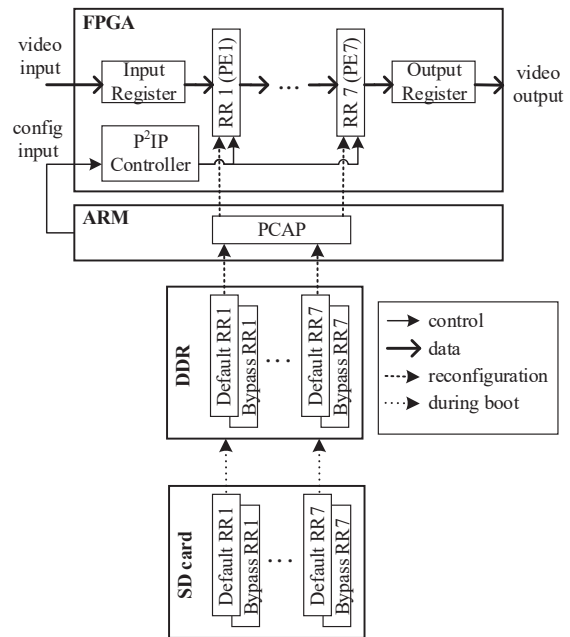 FPGA
video
input
Input
Register
RR 1 (PE1)
...
RR 7 (PE7)
Output
Register
video
output
config
input
P²IP
Controller
ARM
PCAP
DDR
Default RR1
Bypass RR1
...
Default RR7
Bypass RR7
control
data
reconfiguration
during boot
SD card
Default RR1
Bypass RR1
...
Default RR7
Bypass RR7